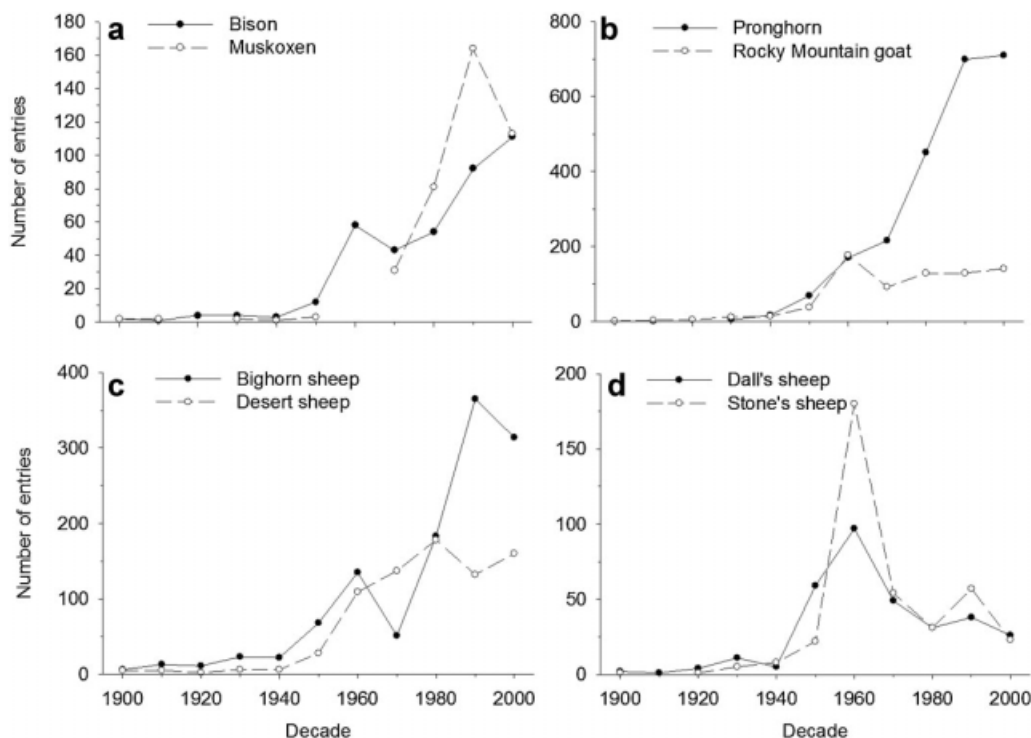 a
Bison
Muskoxen
180
160
140
120
100
80
60
40
20
0
Number of entries
b
Pronghorn
Rocky Mountain goat
800
600
400
200
0
c
Bighorn sheep
Desert sheep
400
300
200
100
0
Number of entries
1900 1920 1940 1960 1980 2000
Decade
d
Dall's sheep
Stone's sheep
200
150
100
50
0
1900 1920 1940 1960 1980 2000
Decade